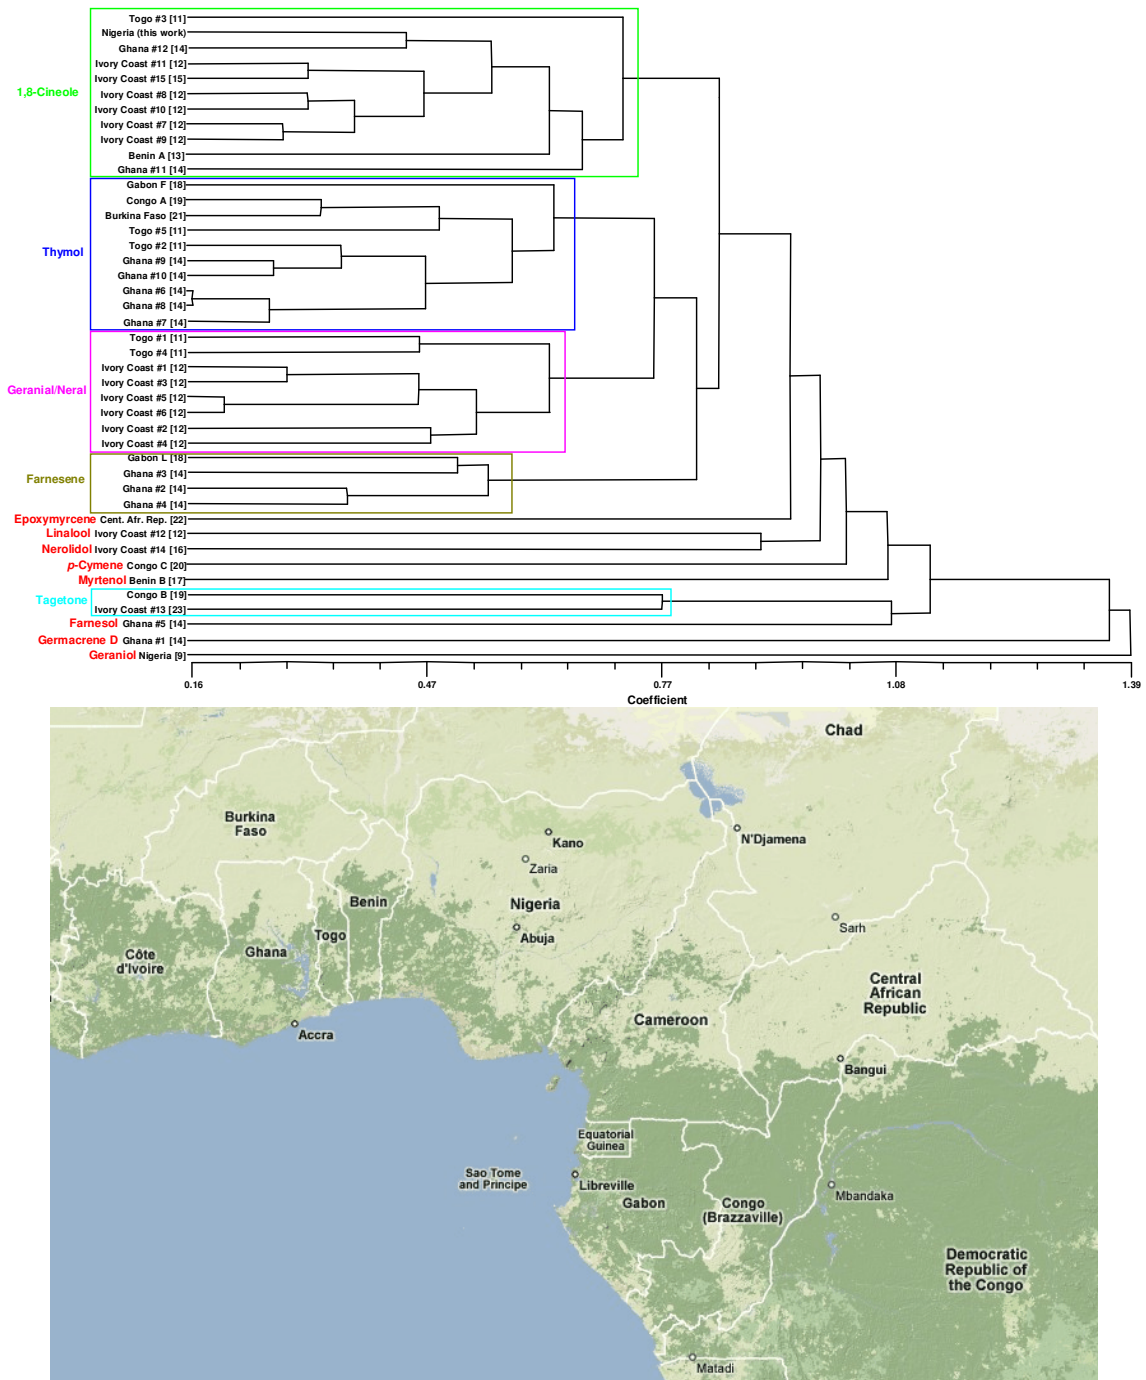 Togo #3 [11]
Nigeria (this work)
Ghana #12 [14]
Ivory Coast #11 [12]
Ivory Coast #15 [15]
1,8-Cineole
Ivory Coast #8 [12]
Ivory Coast #10 [12]
Ivory Coast #7 [12]
Ivory Coast #9 [12]
Benin A [13]
Ghana #11 [14]
Gabon F [18]
Congo A [19]
Burkina Faso [21]
Togo #5 [11]
Togo #2 [11]
Thymol
Ghana #9 [14]
Ghana #10 [14]
Ghana #6 [14]
Ghana #8 [14]
Ghana #7 [14]
Togo #1 [11]
Togo #4 [11]
Ivory Coast #1 [12]
Ivory Coast #3 [12]
Geranial/Neral
Ivory Coast #5 [12]
Ivory Coast #6 [12]
Ivory Coast #2 [12]
Ivory Coast #4 [12]
Gabon L [18]
Ghana #3 [14]
Farnesene
Ghana #2 [14]
Ghana #4 [14]
Epoxymyrcene Cent. Afr. Rep. [22]
Linalool Ivory Coast #12 [12]
Nerolidol Ivory Coast #14 [16]
p-Cymene Congo C [20]
Myrtenol Benin B [17]
Congo B [19]
Tagetone
Ivory Coast #13 [23]
Farnesol Ghana #5 [14]
Germacrene D Ghana #1 [14]
Geraniol Nigeria [9]
0.16 0.47 0.77 1.08 1.39
Coefficient
Chad
Burkina
Faso
Kano
N'Djamena
Zaria
Benin
Nigeria
Sarh
Togo
Abuja
Ghana
Côte
d'Ivoire
Central
African
Republic
Cameroon
Accra
Bangui
Equatorial
Guinea
Sao Tome
and Principe
Libreville
Mbandaka
Gabon
Congo
(Brazzaville)
Democratic
Republic of
the Congo
Matadi